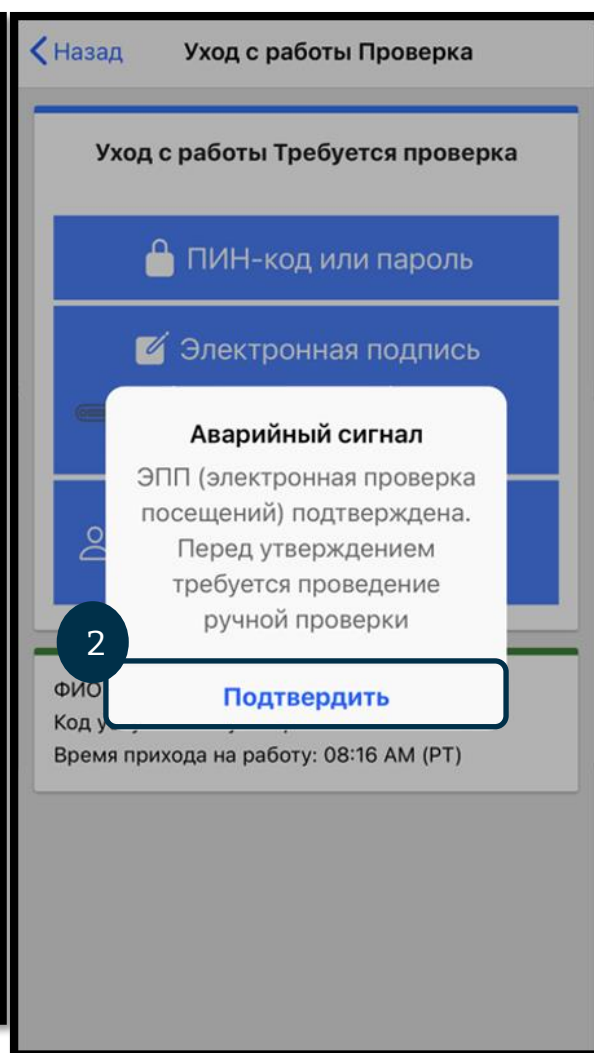 Назад Уход с работы Проверка
Уход с работы Требуется проверка
ПИН-код или пароль
Электронная подпись
Аварийный сигнал
ЭПП (электронная проверка
посещений) подтверждена.
Перед утверждением
требуется проведение
ручной проверки
2
Подтвердить
ФИО
Код
Время прихода на работу: 08:16 AM (PT)